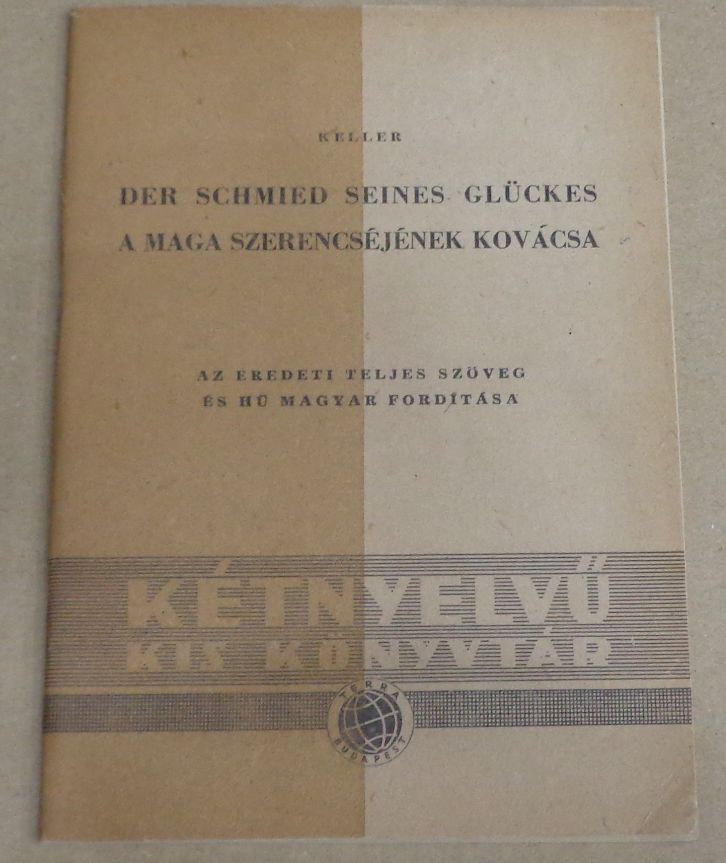 KELLER
DER SCHMIED SEINES GLÜCKES
A MAGA SZERENCSÉJÉNEK KOVÁCSA
AZ EREDETI TELJES SZÖVEG
ÉS HŰ MAGYAR FORDÍTÁSA
KÉTNYELVŰ
KIS KÖNYVTÁR
TERRA
BUDAPEST